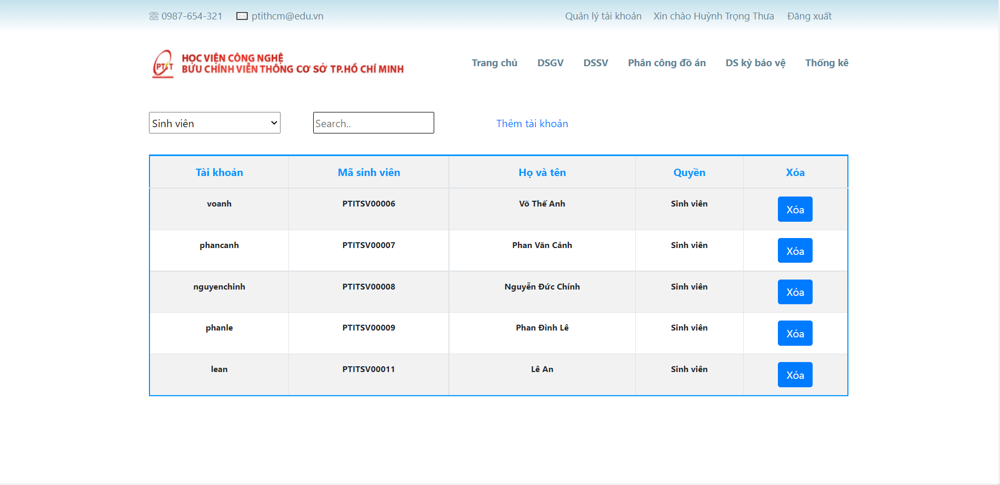 0987-654-321 ptithcm@edu.vn Quản lý tài khoản Xin chào Huỳnh Trọng Thưa Đăng xuất
PTIT HỌC VIỆN CÔNG NGHỆ
BƯU CHÍNH VIỄN THÔNG CƠ SỞ TP.HỒ CHÍ MINH
Trang chủ DSGV DSSV Phân công đồ án DS kỳ bảo vệ Thống kê
Sinh viên Search.. Thêm tài khoản
Tài khoản Mã sinh viên Họ và tên Quyền Xóa
voanh PTITSV00006 Võ Thế Anh Sinh viên Xóa
phancanh PTITSV00007 Phan Văn Cảnh Sinh viên Xóa
nguyenchinh PTITSV00008 Nguyễn Đức Chính Sinh viên Xóa
phanle PTITSV00009 Phan Đình Lê Sinh viên Xóa
lean PTITSV00011 Lê An Sinh viên Xóa